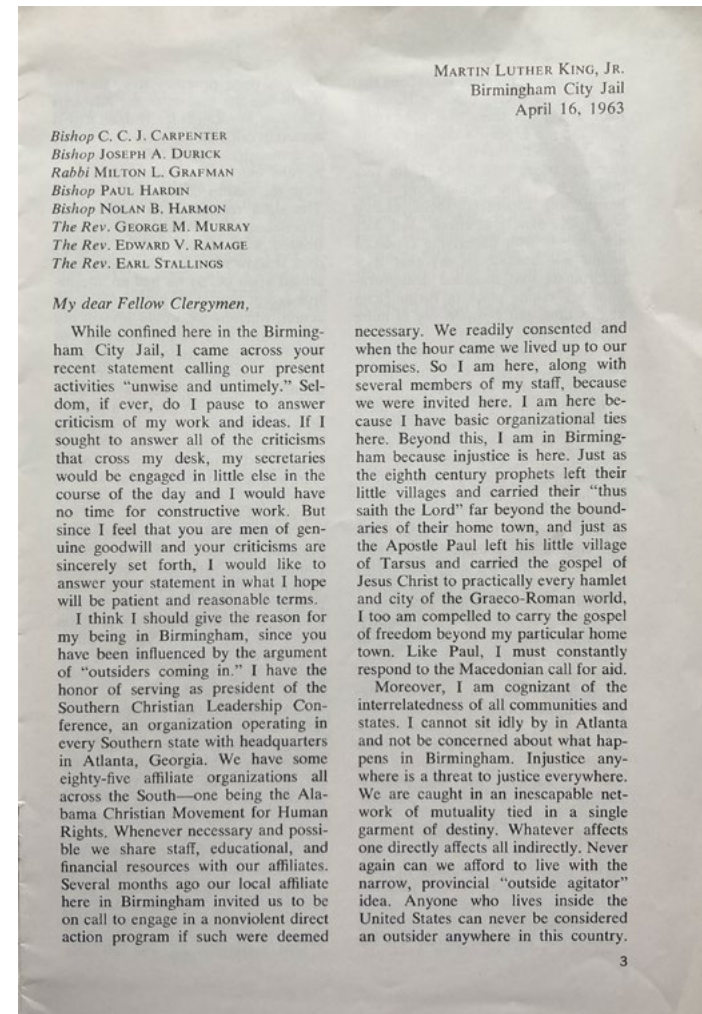 MARTIN LUTHER KING, JR.
Birmingham City Jail
April 16, 1963
Bishop C. C. J. CARPENTER
Bishop JOSEPH A. DURICK
Rabbi MILTON L. GRAFMAN
Bishop PAUL HARDIN
Bishop NOLAN B. HARMON
The Rev. GEORGE M. MURRAY
The Rev. EDWARD V. RAMAGE
The Rev. EARL STALLINGS
My dear Fellow Clergymen,
While confined here in the Birming-
ham City Jail, I came across your
recent statement calling our present
activities “unwise and untimely.” Sel-
dom, if ever, do I pause to answer
criticism of my work and ideas. If I
sought to answer all of the criticisms
that cross my desk, my secretaries
would be engaged in little else in the
course of the day and I would have
no time for constructive work. But
since I feel that you are men of gen-
uine goodwill and your criticisms are
sincerely set forth, I would like to
answer your statement in what I hope
will be patient and reasonable terms.
I think I should give the reason for
my being in Birmingham, since you
have been influenced by the argument
of “outsiders coming in.” I have the
honor of serving as president of the
Southern Christian Leadership Con-
ference, an organization operating in
every Southern state with headquarters
in Atlanta, Georgia. We have some
eighty-five affiliate organizations all
across the South—one being the Ala-
bama Christian Movement for Human
Rights. Whenever necessary and possi-
ble we share staff, educational, and
financial resources with our affiliates.
Several months ago our local affiliate
here in Birmingham invited us to be
on call to engage in a nonviolent direct
action program if such were deemed
necessary. We readily consented and
when the hour came we lived up to our
promises. So I am here, along with
several members of my staff, because
we were invited here. I am here be-
cause I have basic organizational ties
here. Beyond this, I am in Birming-
ham because injustice is here. Just as
the eighth century prophets left their
little villages and carried their “thus
saith the Lord” far beyond the bound-
aries of their home town, and just as
the Apostle Paul left his little village
of Tarsus and carried the gospel of
Jesus Christ to practically every hamlet
and city of the Graeco-Roman world,
I too am compelled to carry the gospel
of freedom beyond my particular home
town. Like Paul, I must constantly
respond to the Macedonian call for aid.
Moreover, I am cognizant of the
interrelatedness of all communities and
states. I cannot sit idly by in Atlanta
and not be concerned about what hap-
pens in Birmingham. Injustice any-
where is a threat to justice everywhere.
We are caught in an inescapable net-
work of mutuality tied in a single
garment of destiny. Whatever affects
one directly affects all indirectly. Never
again can we afford to live with the
narrow, provincial “outside agitator”
idea. Anyone who lives inside the
United States can never be considered
an outsider anywhere in this country.
3